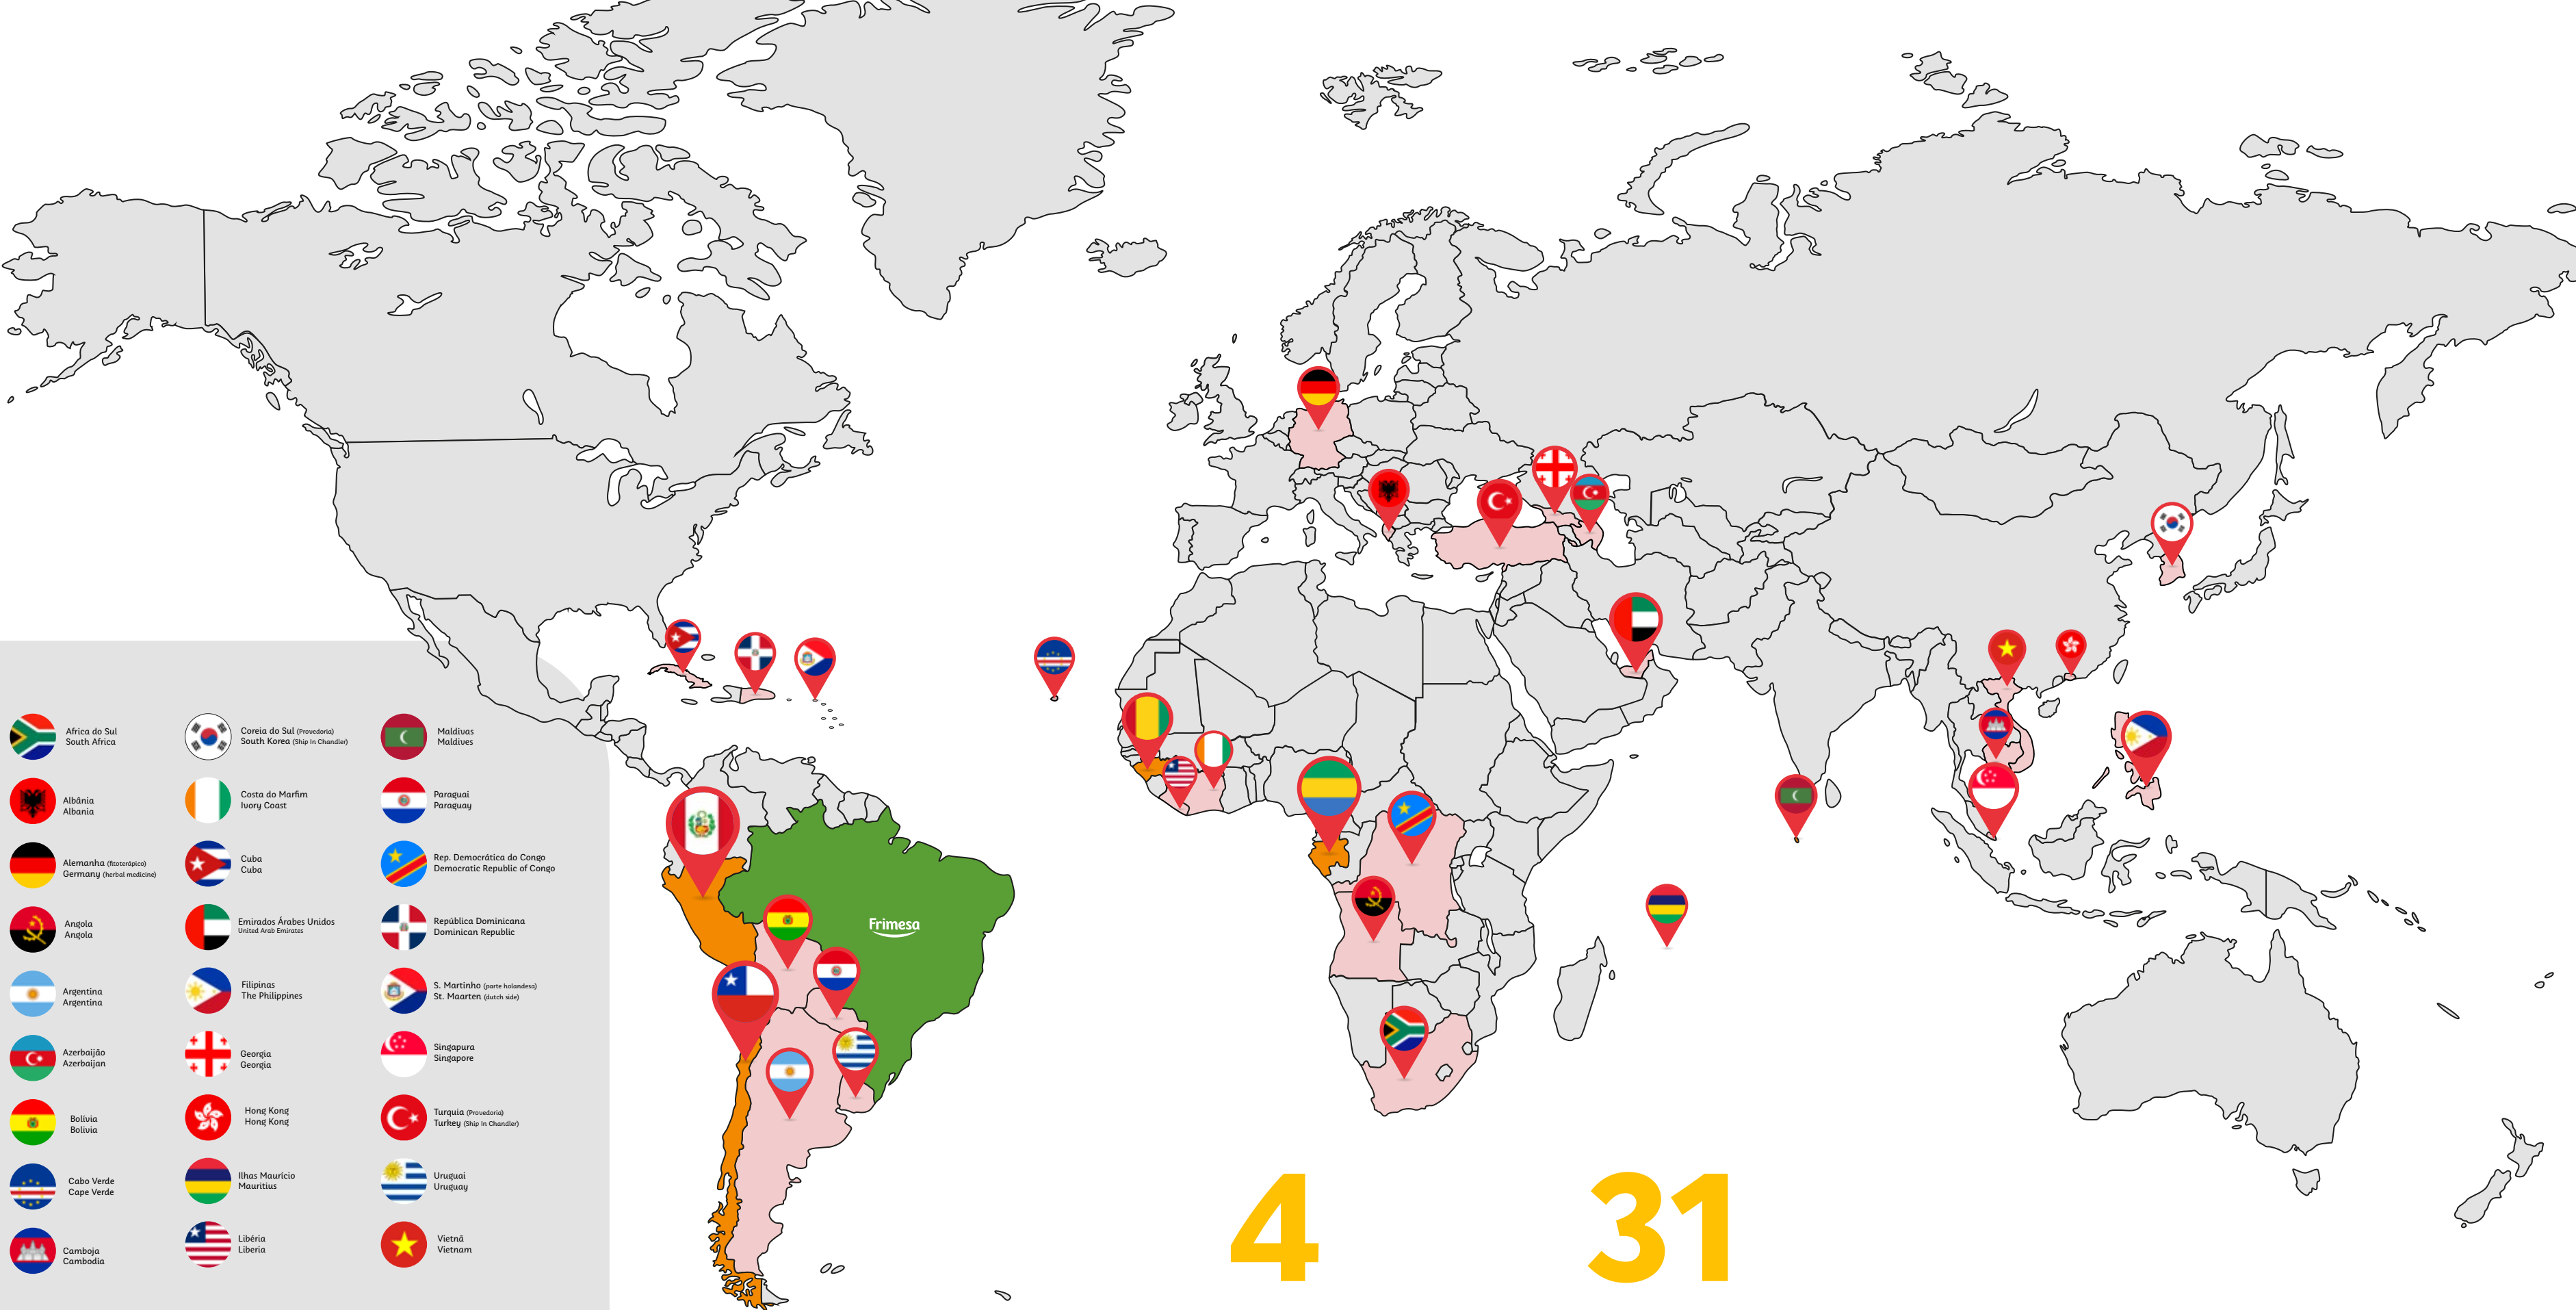 Africa do Sul
South Africa
Albânia
Albania
Alemanha (fitoterápico)
Germany (herbal medicine)
Angola
Angola
Argentina
Argentina
Azerbaijão
Azerbaijan
Bolívia
Bolivia
Cabo Verde
Cape Verde
Camboja
Cambodia
Coreia do Sul (Provedoria)
South Korea (Ship In Chandler)
Costa do Marfim
Ivory Coast
Cuba
Cuba
Emirados Árabes Unidos
United Arab Emirates
Filipinas
The Philippines
Georgia
Georgia
Hong Kong
Hong Kong
Ilhas Maurício
Mauritius
Libéria
Liberia
Maldivas
Maldives
Paraguai
Paraguay
Rep. Democrática do Congo
Democratic Republic of Congo
República Dominicana
Dominican Republic
S. Martinho (parte holandesa)
St. Maarten (dutch side)
Singapura
Singapore
Turquia (Provedoria)
Turkey (Ship In Chandler)
Uruguai
Uruguay
Vietnã
Vietnam
Frimesa
4
31